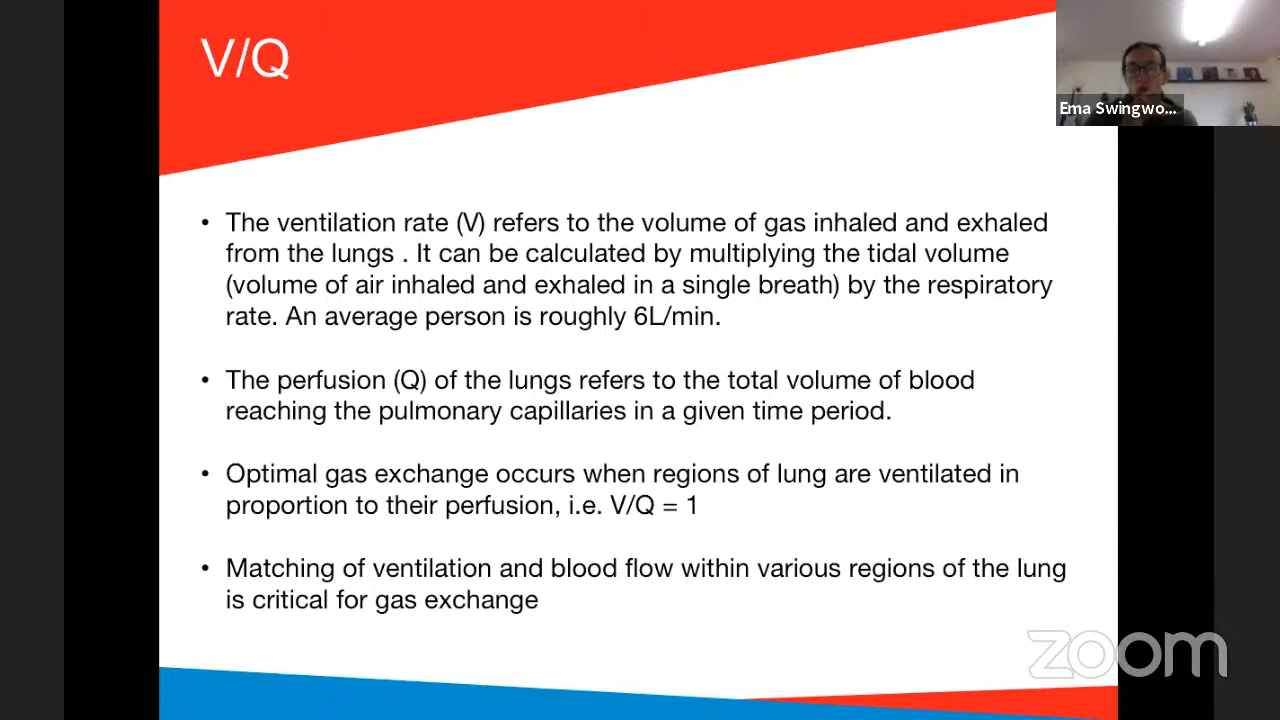 V/Q
Ema Swingwo...
• The ventilation rate (V) refers to the volume of gas inhaled and exhaled
from the lungs . It can be calculated by multiplying the tidal volume
(volume of air inhaled and exhaled in a single breath) by the respiratory
rate. An average person is roughly 6L/min.
• The perfusion (Q) of the lungs refers to the total volume of blood
reaching the pulmonary capillaries in a given time period.
• Optimal gas exchange occurs when regions of lung are ventilated in
proportion to their perfusion, i.e. V/Q = 1
• Matching of ventilation and blood flow within various regions of the lung
is critical for gas exchange
zoom